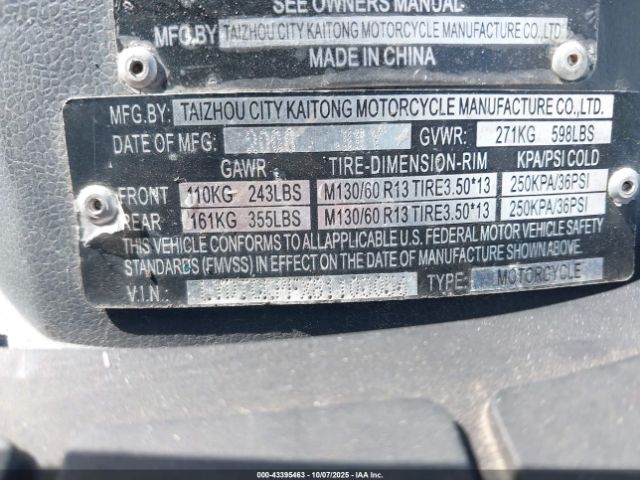 SEE OWNERS MANUAL
MFG.BY TAIZHOU CITY KAITONG MOTORCYCLE MANUFACTURE CO., LTD.
MADE IN CHINA
MFG.BY: TAIZHOU CITY KAITONG MOTORCYCLE MANUFACTURE CO.,LTD.
DATE OF MFG: GVWR: 271KG 598LBS
GAWR TIRE-DIMENSION-RIM KPA/PSI COLD
FRONT 110KG 243LBS M130/60 R13 TIRE3.50*13 250KPA/36PSI
REAR 161KG 355LBS M130/60 R13 TIRE3.50*13 250KPA/36PSI
THIS VEHICLE CONFORMS TO ALLAPPLICABLE U.S. FEDERAL MOTOR VEHICLE SAFETY
STANDARDS (FMVSS) IN EFFECT ON THE DATE OF MANUFACTURE SHOWN ABOVE.
V.I.N.: TYPE: MOTORCYCLE
000-43395463 - 10/07/2025 - IAAI.COM